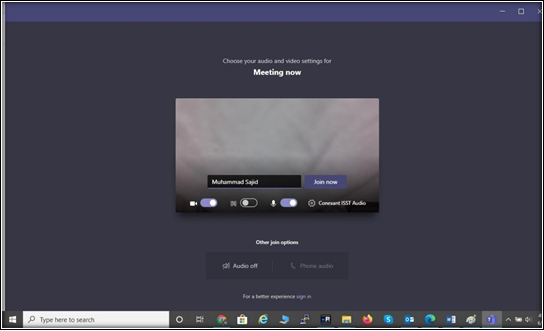 Choose your audio and video settings for
Meeting now
Muhammad Sajid
Join now
Conexant ISST Audio
Other join options
Audio off
Phone audio
For a better experience sign in
Type here to search